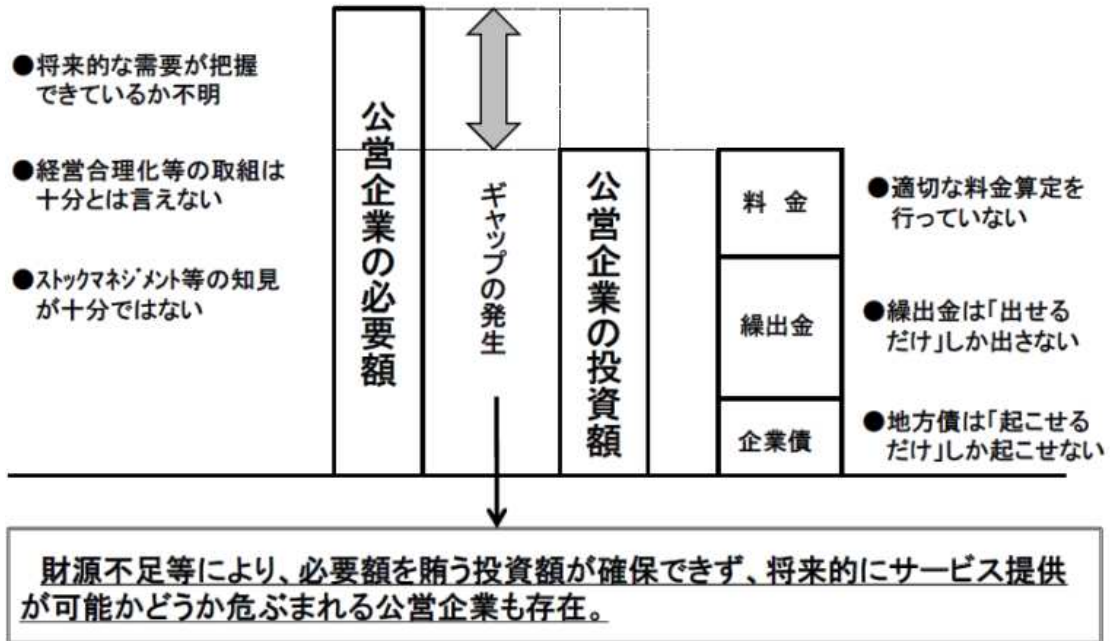 ●将来的な需要が把握
できているか不明
●経営合理化等の取組は
十分とは言えない
●ストックマネジメント等の知見
が十分ではない
公営企業の必要額
ギャップの発生
公営企業の投資額
料 金
繰出金
企業債
●適切な料金算定を
行っていない
●繰出金は「出せる
だけ」しか出さない
●地方債は「起こせる
だけ」しか起こせない
財源不足等により、必要額を賄う投資額が確保できず、将来的にサービス提供
が可能かどうか危ぶまれる公営企業も存在。